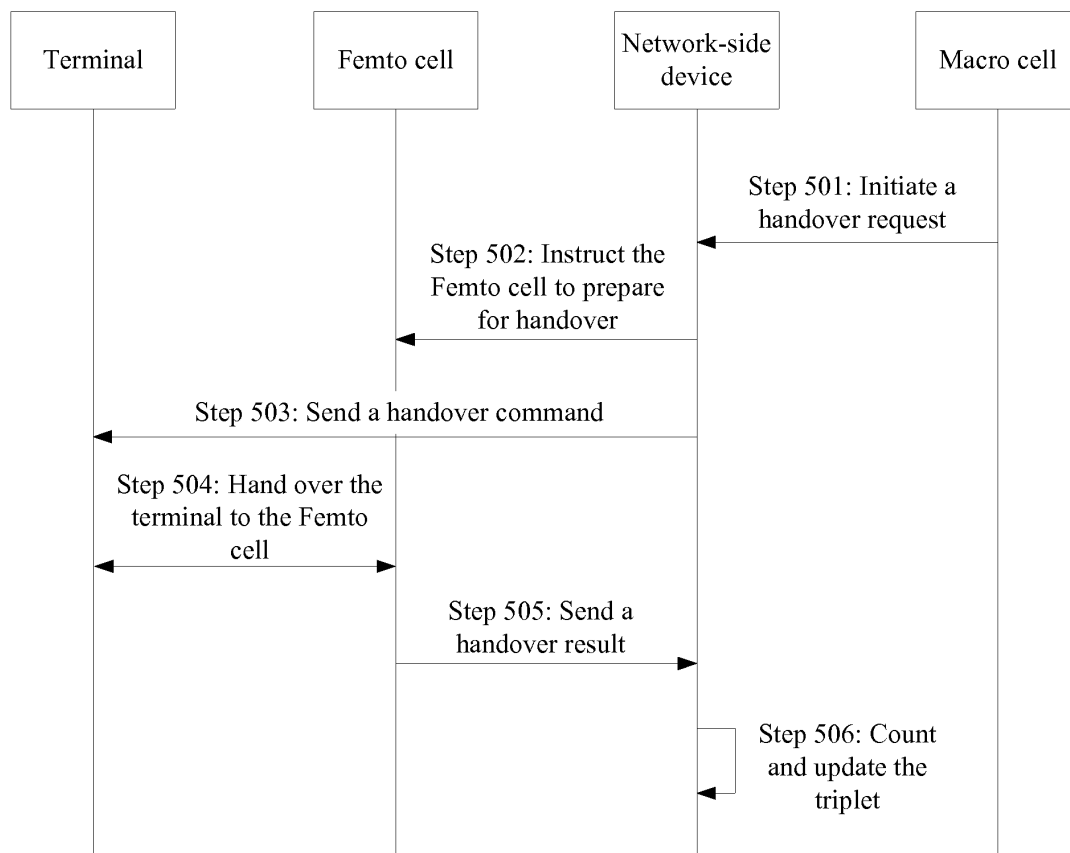 Terminal
Femto cell
Network-side
device
Macro cell
Step 501: Initiate a
handover request
Step 502: Instruct the
Femto cell to prepare
for handover
Step 503: Send a handover command
Step 504: Hand over the
terminal to the Femto
cell
Step 505: Send a
handover result
Step 506: Count
and update the
triplet